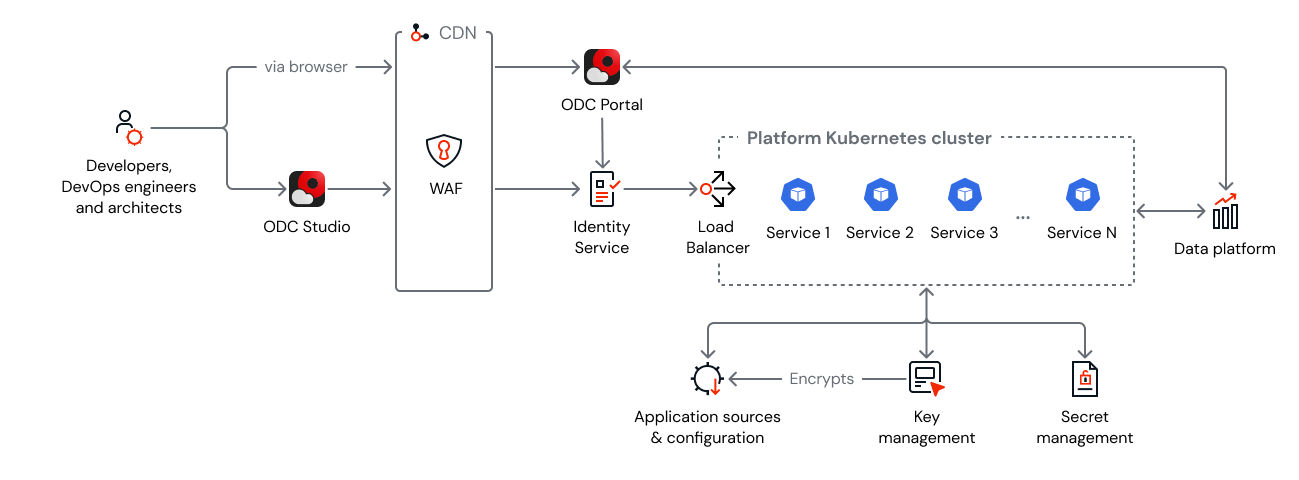 CDN
via browser
ODC Portal
Platform Kubernetes cluster
Developers,
DevOps engineers
and architects
WAF
ODC Studio
Identity
Service
Load
Balancer
Service 1
Service 2
Service 3
...
Service N
Data platform
Encrypts
Application sources
& configuration
Key
management
Secret
management